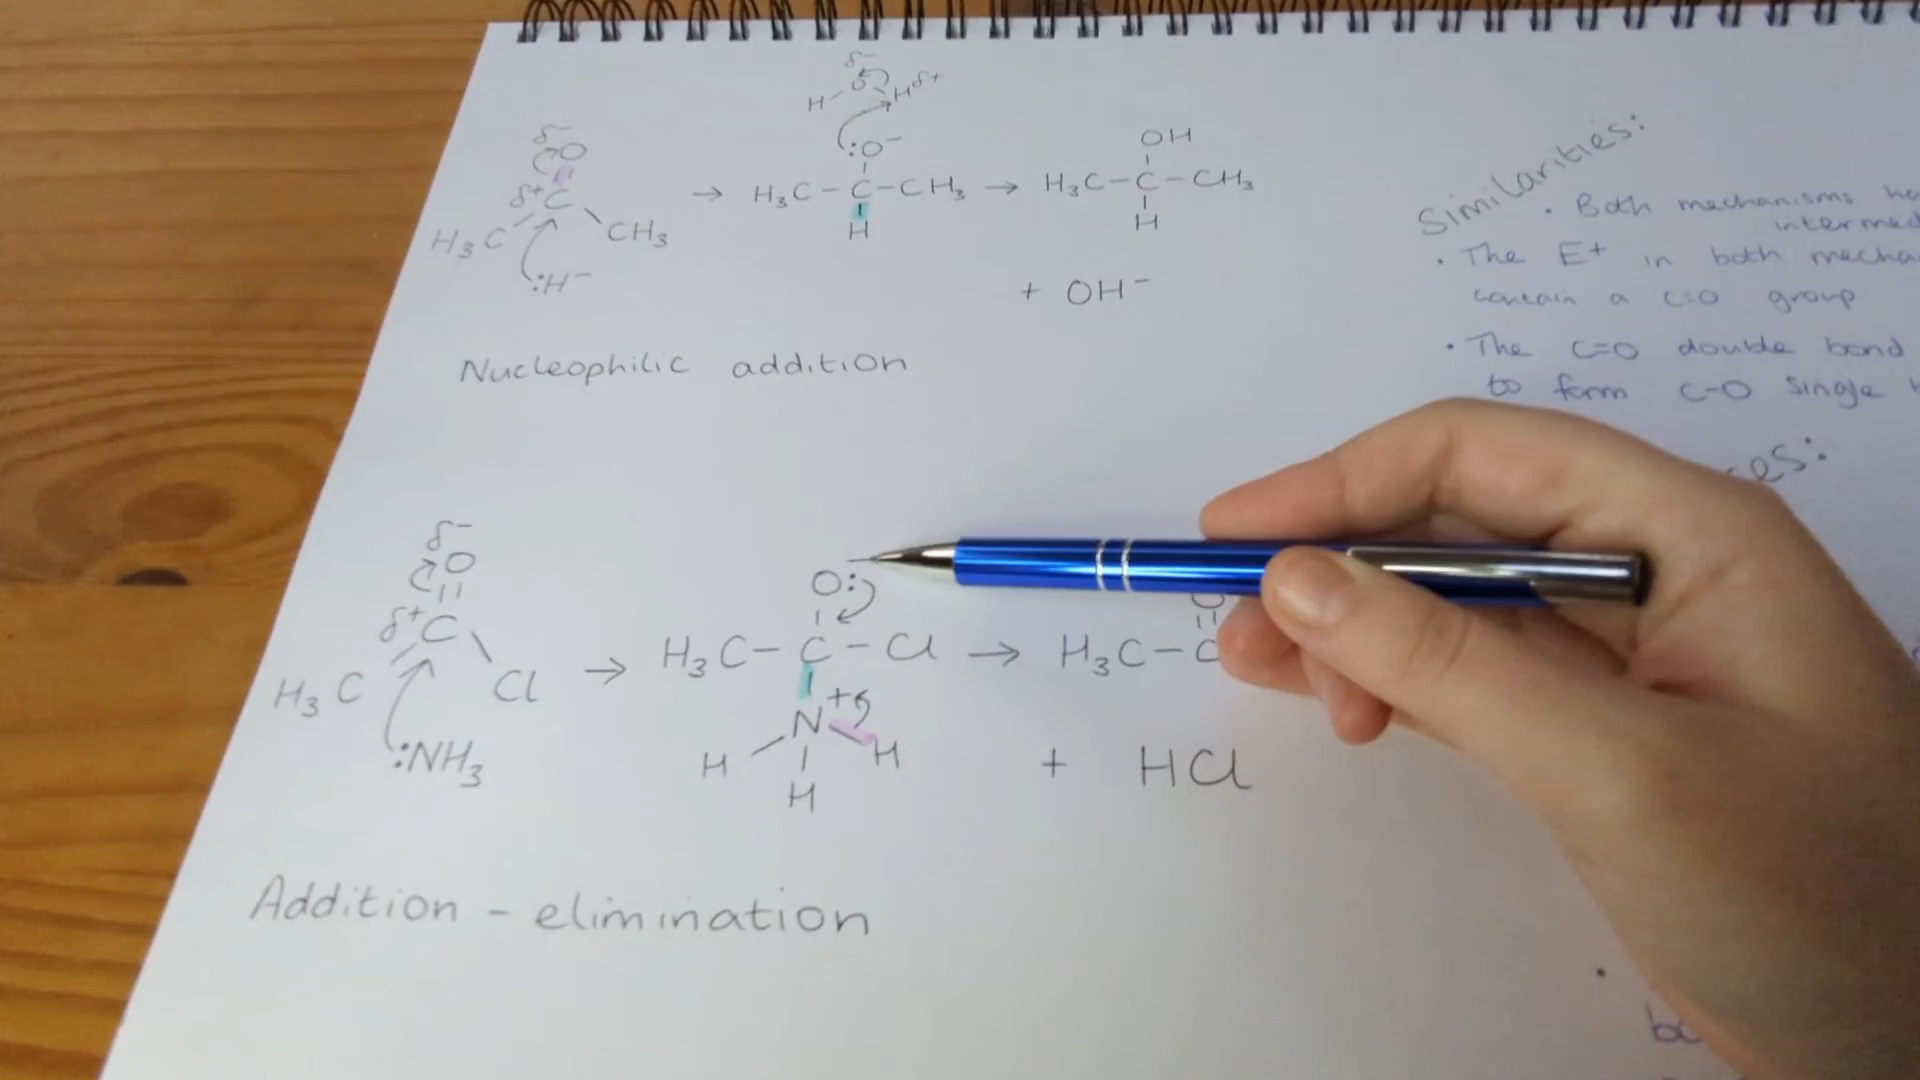 δ-
H O H δ+
δ-
O :O-
δ+ C → H₃C-C-CH₃ → H₃C-C-CH₃
OH
H₃C CH₃ H H
:H-
+ OH-
Nucleophilic addition
δ-
O O:
δ+ C → H₃C-C-Cl → H₃C-C
O
H₃C Cl N+
:NH₃ H H H + HCl
Addition - elimination
Similarities:
• Both mechanisms
• The E+ in both
contain a C=O group
• The C=O double bond
to form C-O single